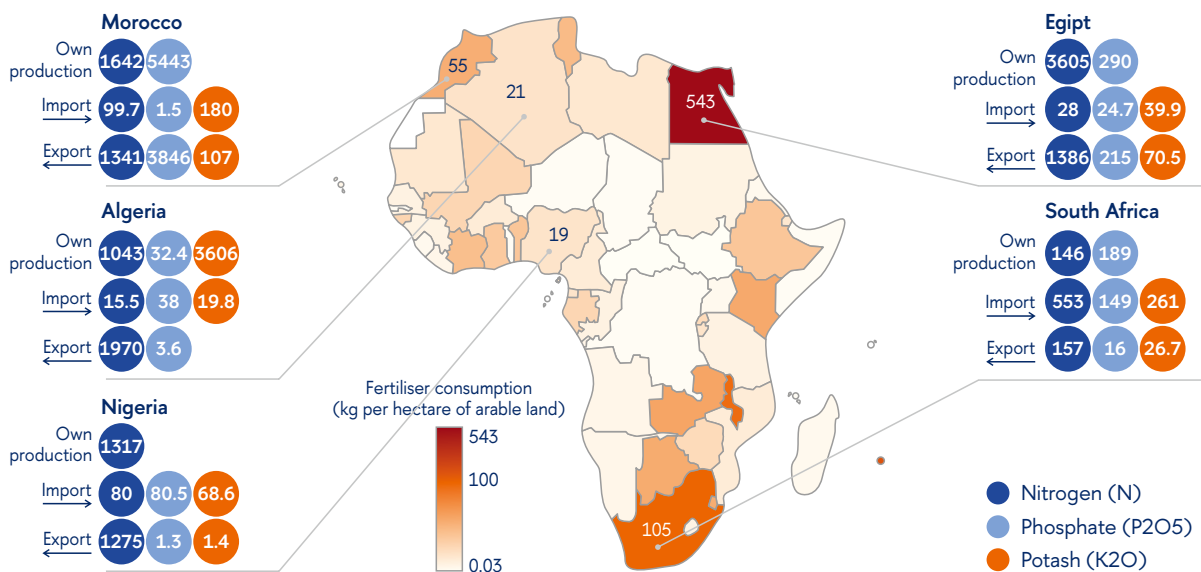 Morocco
Own
production
1642 5443
Import
99.7 1.5 180
Export
1341 3846 107
Algeria
Own
production
1043 32.4 3606
Import
15.5 38 19.8
Export
1970 3.6
Nigeria
Own
production
1317
Import
80 80.5 68.6
Export
1275 1.3 1.4
55
21
543
19
105
Fertiliser consumption
(kg per hectare of arable land)
543
100
0.03
Egipt
Own
production
3605 290
Import
28 24.7 39.9
Export
1386 215 70.5
South Africa
Own
production
146 189
Import
553 149 261
Export
157 16 26.7
Nitrogen (N)
Phosphate (P2O5)
Potash (K2O)